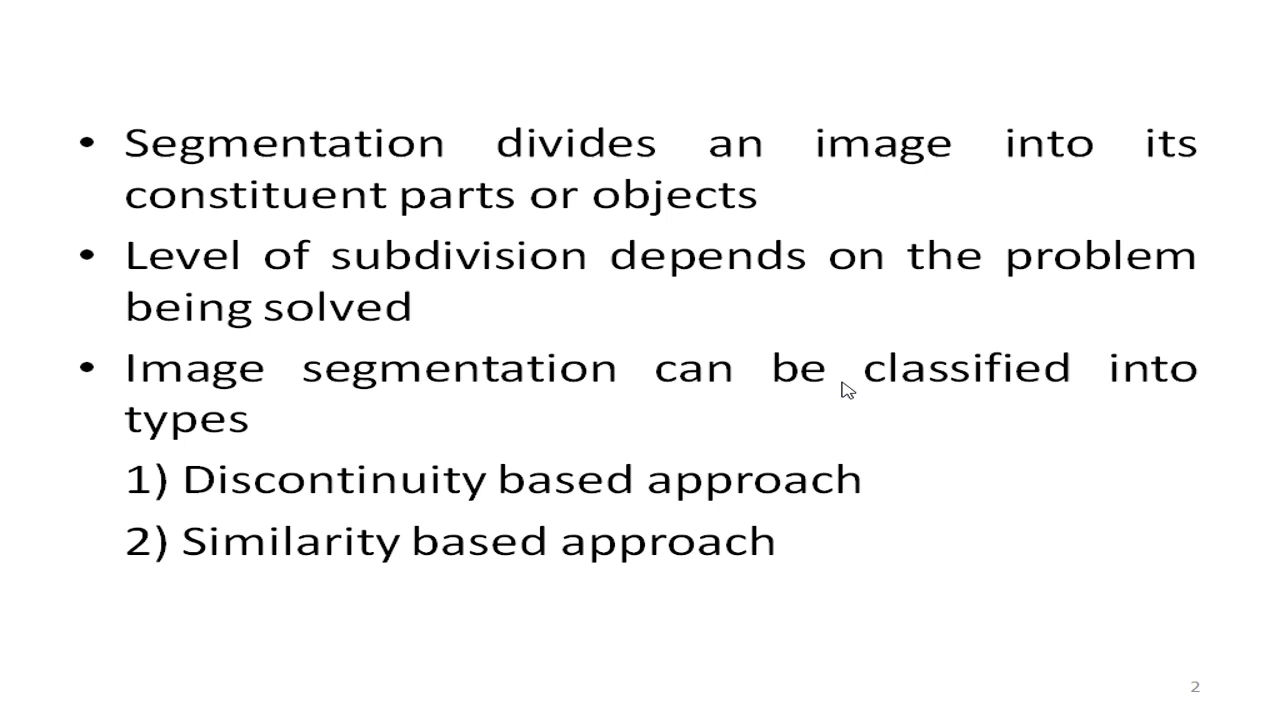 • Segmentation divides an image into its
constituent parts or objects
• Level of subdivision depends on the problem
being solved
• Image segmentation can be classified into
types
1) Discontinuity based approach
2) Similarity based approach
2